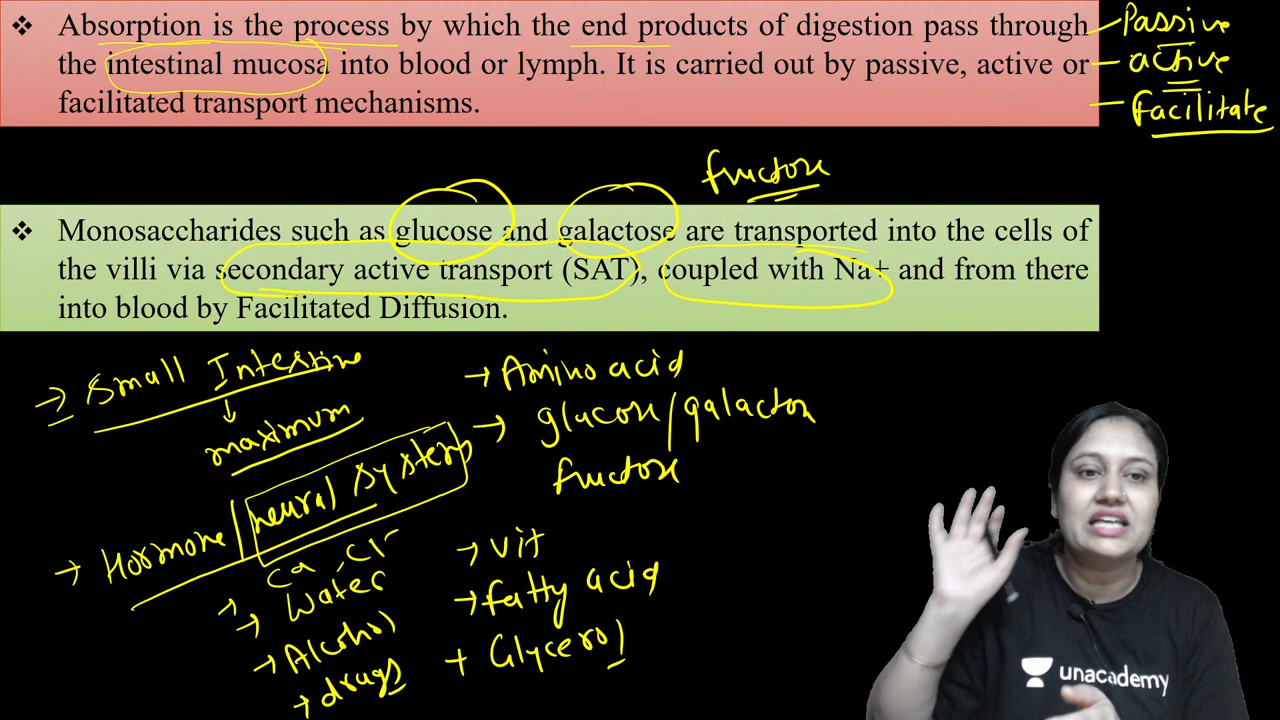 ❖ Absorption is the process by which the end products of digestion pass through
the intestinal mucosa into blood or lymph. It is carried out by passive, active or
facilitated transport mechanisms.
Passive
active
facilitate
fructose
❖ Monosaccharides such as glucose and galactose are transported into the cells of
the villi via secondary active transport (SAT), coupled with Na+ and from there
into blood by Facilitated Diffusion.
→ Small Intestine
↓
maximum
→ Hormone/neural system
Ca, Cl-
→ Water
→ Alcohol
→ drugs
→ Amino acid
→ glucose/galactose
fructose
→ Vit
→ fatty acid
+ Glycerol
unacademy